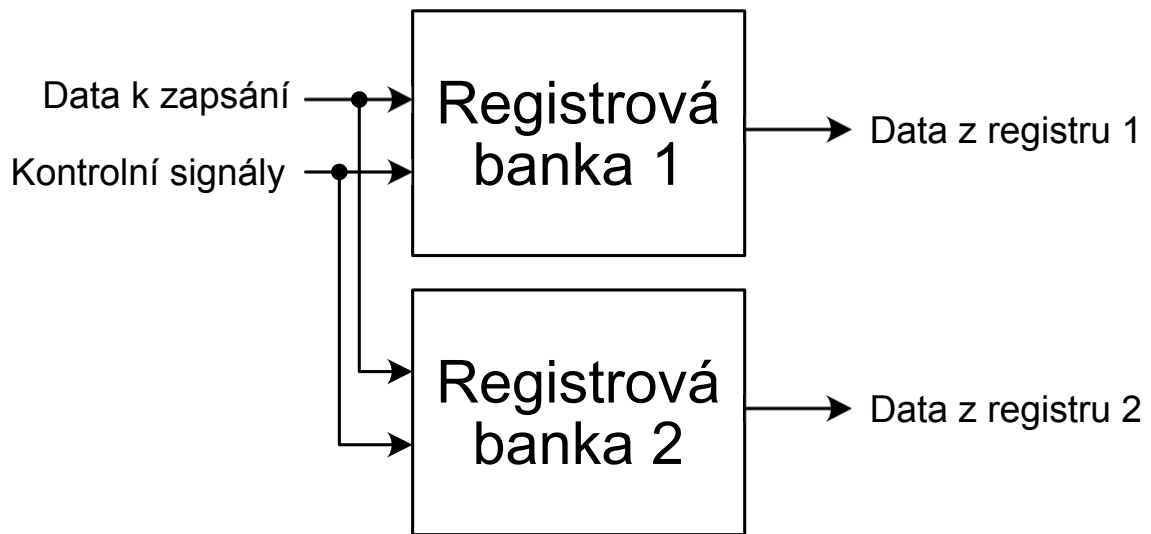 Data k zapsání
Kontrolní signály
Registrová
banka 1
Data z registru 1
Registrová
banka 2
Data z registru 2